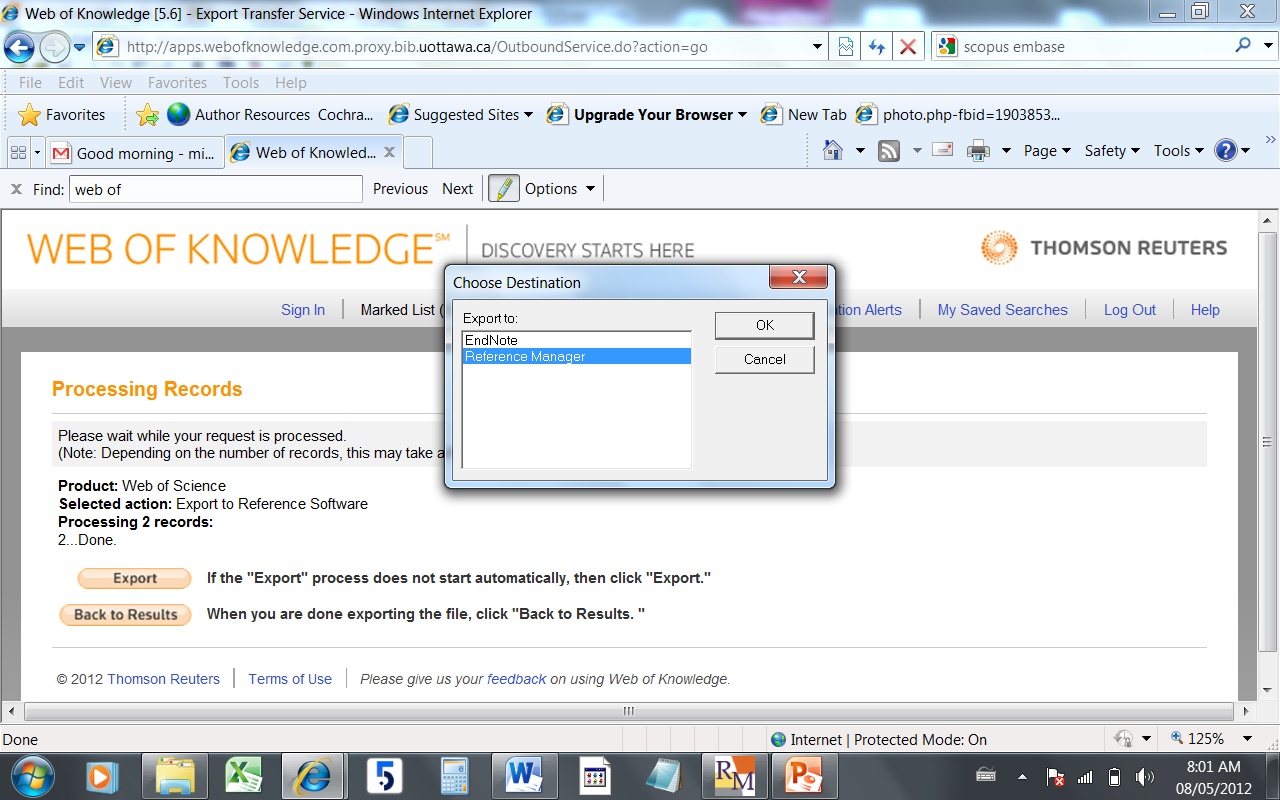 Web of Knowledge [5.6] - Export Transfer Service - Windows Internet Explorer
http://apps.webofknowledge.com.proxy.bib.uottawa.ca/OutboundService.do?action=go
scopus embase
File Edit View Favorites Tools Help
Favorites Author Resources Cochra... Suggested Sites Upgrade Your Browser New Tab photo.php-fbid=1903853...
Good morning - mi... Web of Knowled... Page Safety Tools
Find: web of Previous Next Options
WEB OF KNOWLEDGE SM DISCOVERY STARTS HERE THOMSON REUTERS
Sign In Marked List ( tion Alerts My Saved Searches Log Out Help
Choose Destination
Export to:
EndNote
Reference Manager
OK
Cancel
Processing Records
Please wait while your request is processed.
(Note: Depending on the number of records, this may take a
Product: Web of Science
Selected action: Export to Reference Software
Processing 2 records:
2...Done.
Export If the "Export" process does not start automatically, then click "Export."
Back to Results When you are done exporting the file, click "Back to Results. "
© 2012 Thomson Reuters Terms of Use Please give us your feedback on using Web of Knowledge.
Done Internet | Protected Mode: On 125%
5 RM
8:01 AM
08/05/2012